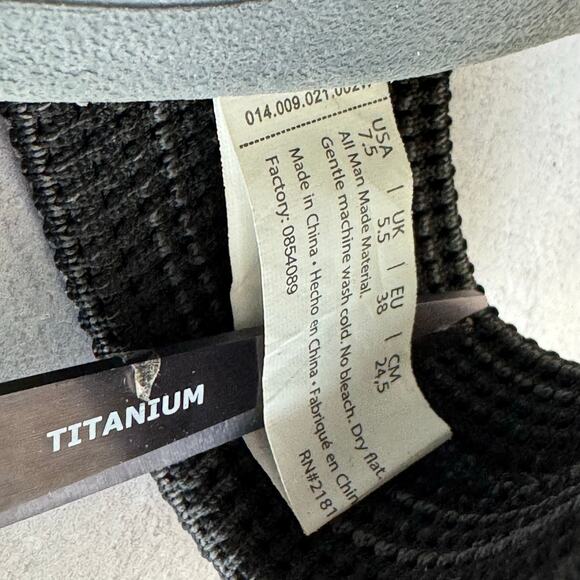 014.009.021.0021.
USA | UK | EU | CM
7.5 5.5 38 24,5
All Man Made Material.
Gentle machine wash cold. No bleach. Dry flat.
Made in China • Hecho en China • Fabriqué en Chin
Factory: 0854089
RN#2181
TITANIUM